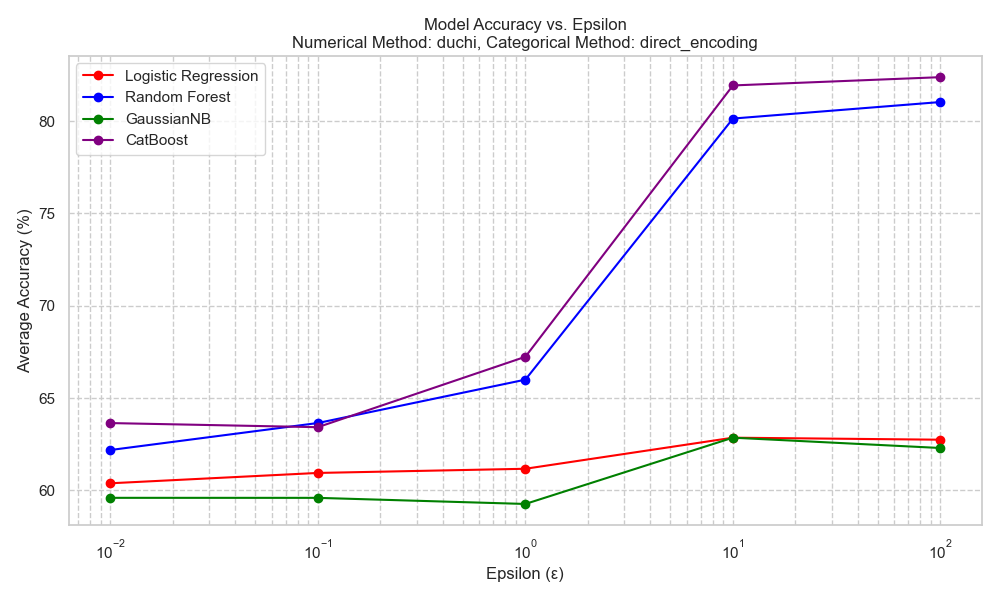 Model Accuracy vs. Epsilon
Numerical Method: duchi, Categorical Method: direct_encoding
Logistic Regression
Random Forest
GaussianNB
CatBoost
Average Accuracy (%)
80
75
70
65
60
10⁻² 10⁻¹ 10⁰ 10¹ 10²
Epsilon (ε)